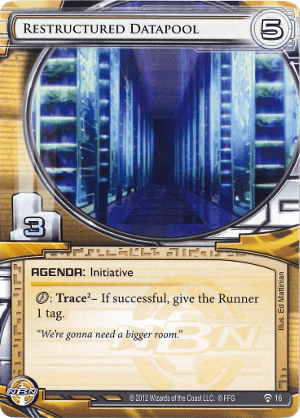 RESTRUCTURED DATAPOOL
5
3
AGENDA: Initiative
: Trace²– If successful, give the Runner
1 tag.
"We're gonna need a bigger room."
Illus. Ed Mattinian
NBN
© 2012 Wizards of the Coast LLC. © FFG
16